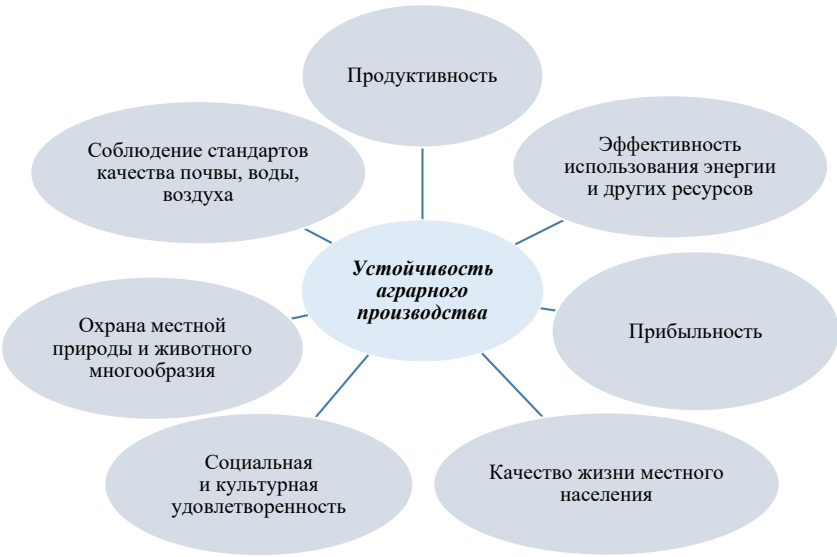 Продуктивность
Эффективность
использования энергии
и других ресурсов
Прибыльность
Качество жизни местного
населения
Социальная
и культурная
удовлетворенность
Охрана местной
природы и животного
многообразия
Соблюдение стандартов
качества почвы, воды,
воздуха
Устойчивость
аграрного
производства